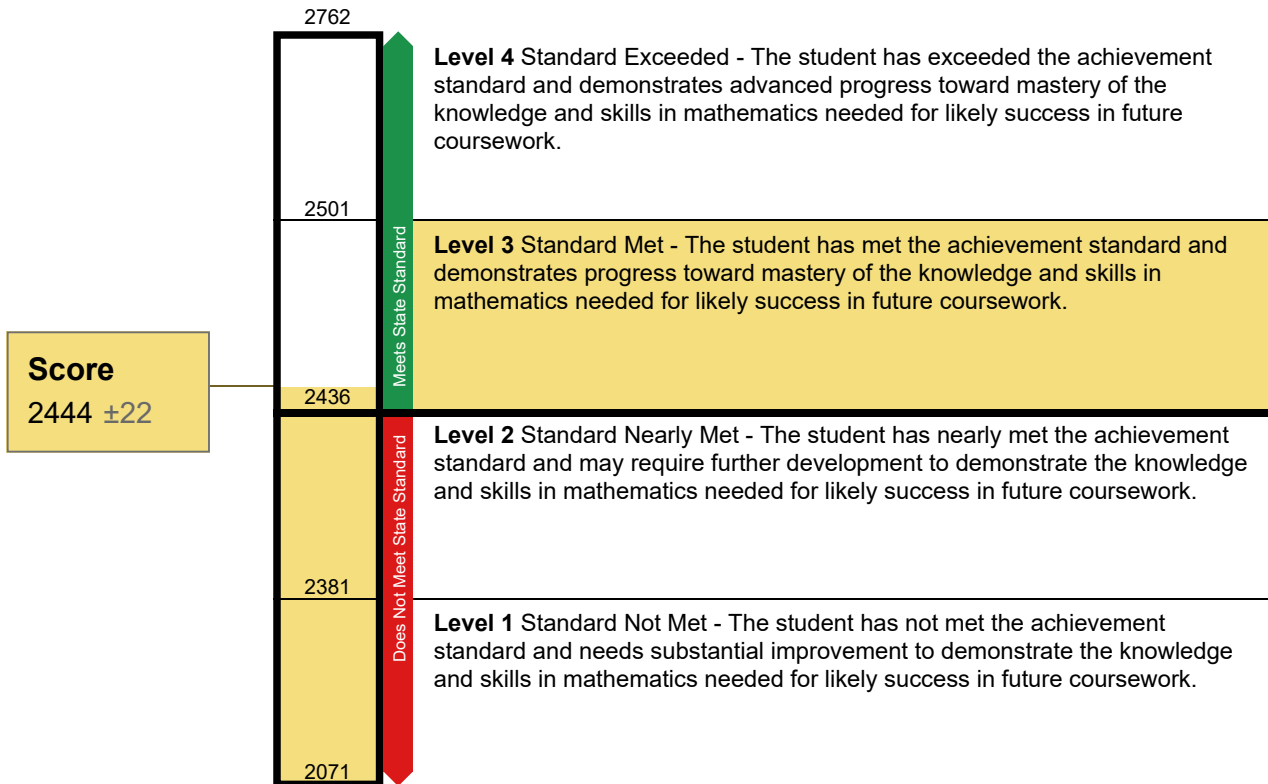 2762
Level 4 Standard Exceeded - The student has exceeded the achievement
standard and demonstrates advanced progress toward mastery of the
knowledge and skills in mathematics needed for likely success in future
coursework.
2501
Level 3 Standard Met - The student has met the achievement standard and
demonstrates progress toward mastery of the knowledge and skills in
mathematics needed for likely success in future coursework.
Meets State Standard
Score
2444 ±22
2436
Level 2 Standard Nearly Met - The student has nearly met the achievement
standard and may require further development to demonstrate the knowledge
and skills in mathematics needed for likely success in future coursework.
Does Not Meet State Standard
2381
Level 1 Standard Not Met - The student has not met the achievement
standard and needs substantial improvement to demonstrate the knowledge
and skills in mathematics needed for likely success in future coursework.
2071